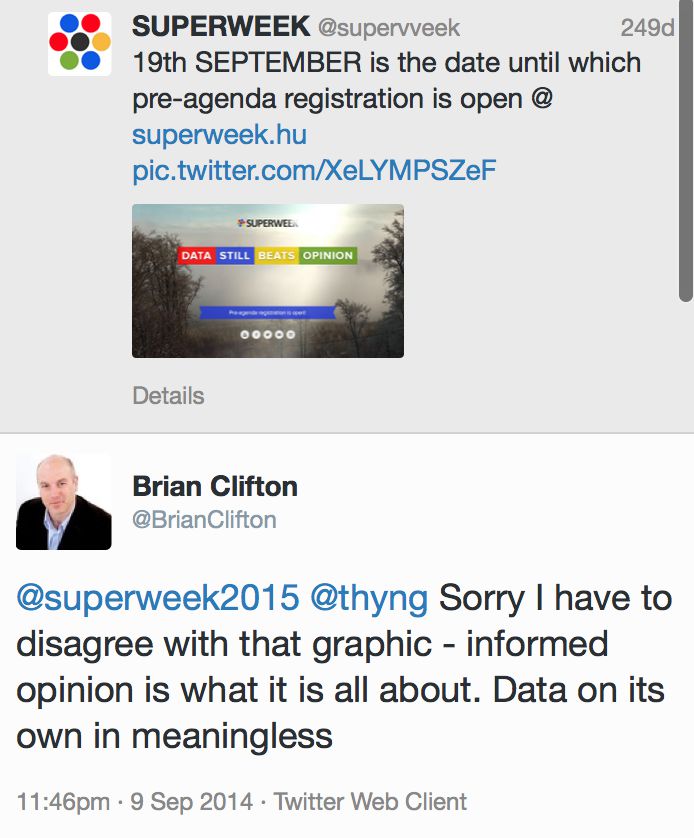 SUPERWEEK @supervveek 249d
19th SEPTEMBER is the date until which
pre-agenda registration is open @
superweek.hu
pic.twitter.com/XeLYMPSZeF
SUPERWEEK
DATA STILL BEATS OPINION
Pre-agenda registration is open!
Details
Brian Clifton
@BrianClifton
@superweek2015 @thyng Sorry I have to
disagree with that graphic - informed
opinion is what it is all about. Data on its
own in meaningless
11:46pm · 9 Sep 2014 · Twitter Web Client